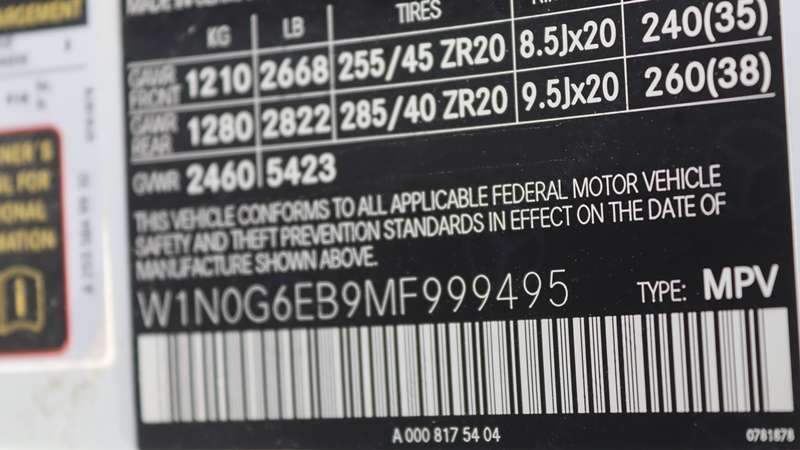 KG LB TIRES
GAWR FRONT 1210 2668 255/45 ZR20 8.5Jx20 240(35)
GAWR REAR 1280 2822 285/40 ZR20 9.5Jx20 260(38)
GVWR 2460 5423
THIS VEHICLE CONFORMS TO ALL APPLICABLE FEDERAL MOTOR VEHICLE
SAFETY AND THEFT PREVENTION STANDARDS IN EFFECT ON THE DATE OF
MANUFACTURE SHOWN ABOVE.
W1N0G6EB9MF999495 TYPE: MPV
A 000 817 54 04 0781878